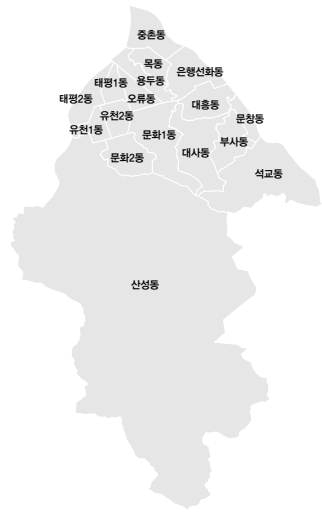 중촌동
목동
은행선화동
태평1동
용두동
태평2동
오류동
대흥동
유천2동
문창동
유천1동
문화1동
부사동
대사동
문화2동
석교동
산성동